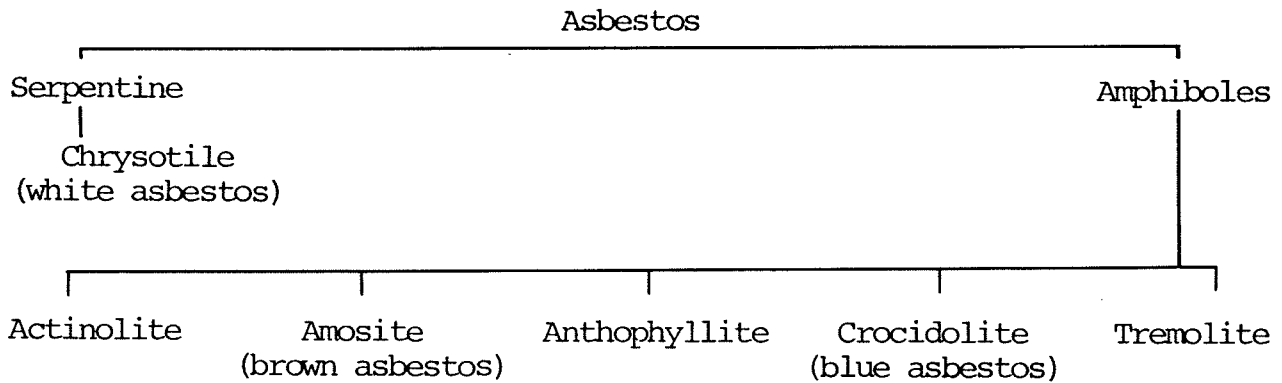 Asbestos
Serpentine
Amphiboles
Chrysotile
(white asbestos)
Actinolite
Amosite
(brown asbestos)
Anthophyllite
Crocidolite
(blue asbestos)
Tremolite